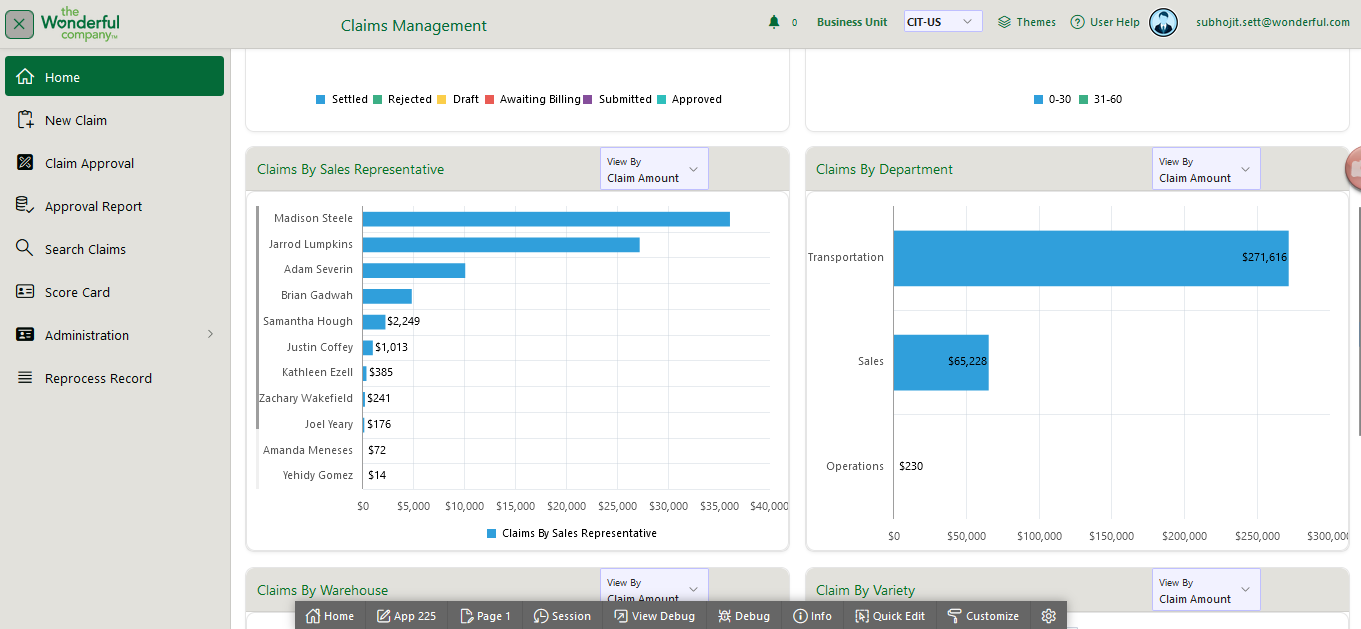 the
Wonderful
company™
Claims Management
0
Business Unit
CIT-US
Themes
User Help
subhojit.sett@wonderful.com
Home
New Claim
Claim Approval
Approval Report
Search Claims
Score Card
Administration
Reprocess Record
Settled Rejected Draft Awaiting Billing Submitted Approved
0-30 31-60
Claims By Sales Representative
View By
Claim Amount
Madison Steele
Jarrod Lumpkins
Adam Severin
Brian Gadwah
Samantha Hough $2,249
Justin Coffey $1,013
Kathleen Ezell $385
Zachary Wakefield $241
Joel Yeary $176
Amanda Meneses $72
Yehidy Gomez $14
$0 $5,000 $10,000 $15,000 $20,000 $25,000 $30,000 $35,000 $40,000
Claims By Sales Representative
Claims By Department
View By
Claim Amount
Transportation $271,616
Sales $65,228
Operations $230
$0 $50,000 $100,000 $150,000 $200,000 $250,000 $300,000
Claims By Warehouse
View By
Claim Amount
Claim By Variety
View By
Claim Amount
Home App 225 Page 1 Session View Debug Debug Info Quick Edit Customize